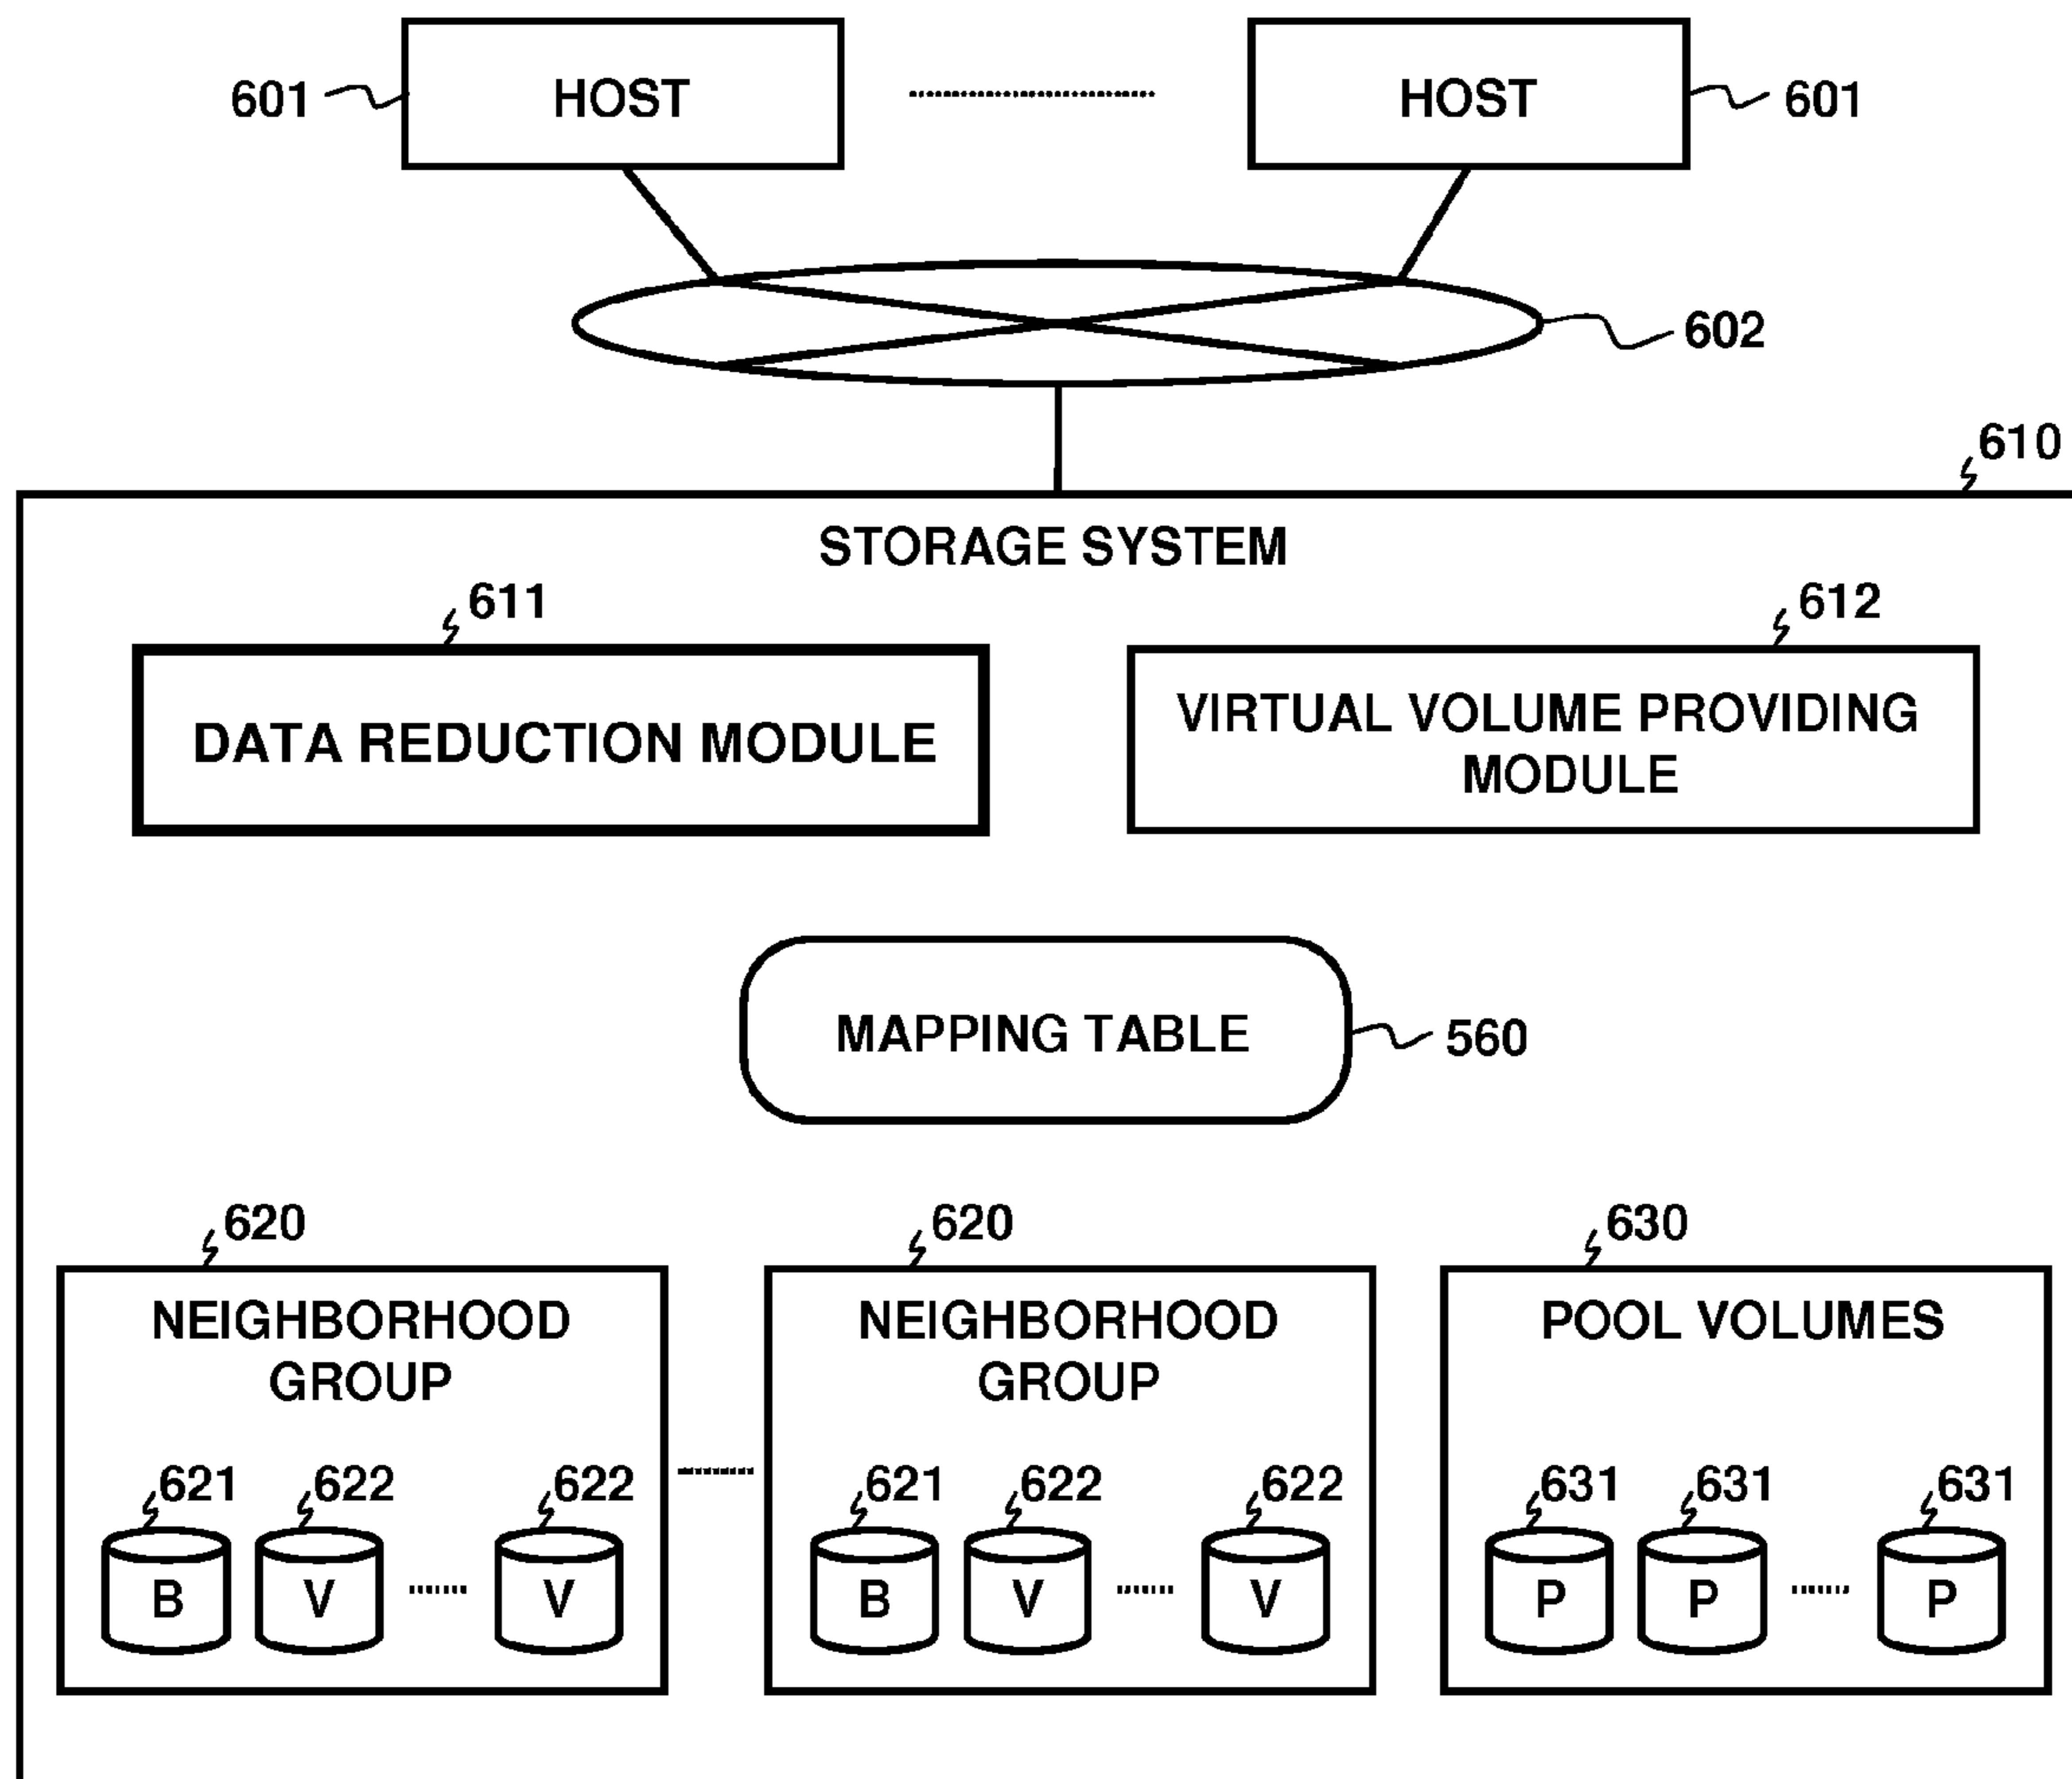 601
HOST
HOST
601
602
610
STORAGE SYSTEM
611
612
DATA REDUCTION MODULE
VIRTUAL VOLUME PROVIDING
MODULE
MAPPING TABLE
560
620
620
630
NEIGHBORHOOD
GROUP
NEIGHBORHOOD
GROUP
POOL VOLUMES
621
622
622
621
622
622
631
631
631
B
V
V
B
V
V
P
P
P